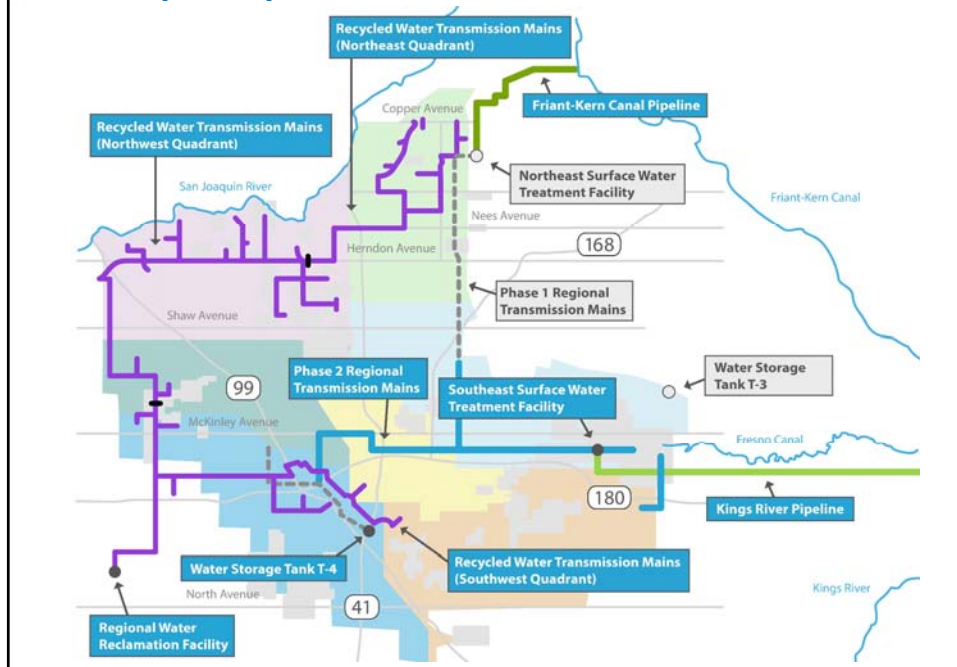 Recycled Water Transmission Mains
(Northeast Quadrant)
Copper Avenue
Friant-Kern Canal Pipeline
Recycled Water Transmission Mains
(Northwest Quadrant)
Northeast Surface Water
Treatment Facility
San Joaquin River
Friant-Kern Canal
Nees Avenue
168
Herndon Avenue
Phase 1 Regional
Transmission Mains
Shaw Avenue
Phase 2 Regional
Transmission Mains
Southeast Surface Water
Treatment Facility
Water Storage
Tank T-3
99
McKinley Avenue
Fresno Canal
180
Kings River Pipeline
Water Storage Tank T-4
Recycled Water Transmission Mains
(Southwest Quadrant)
North Avenue
41
Kings River
Regional Water
Reclamation Facility